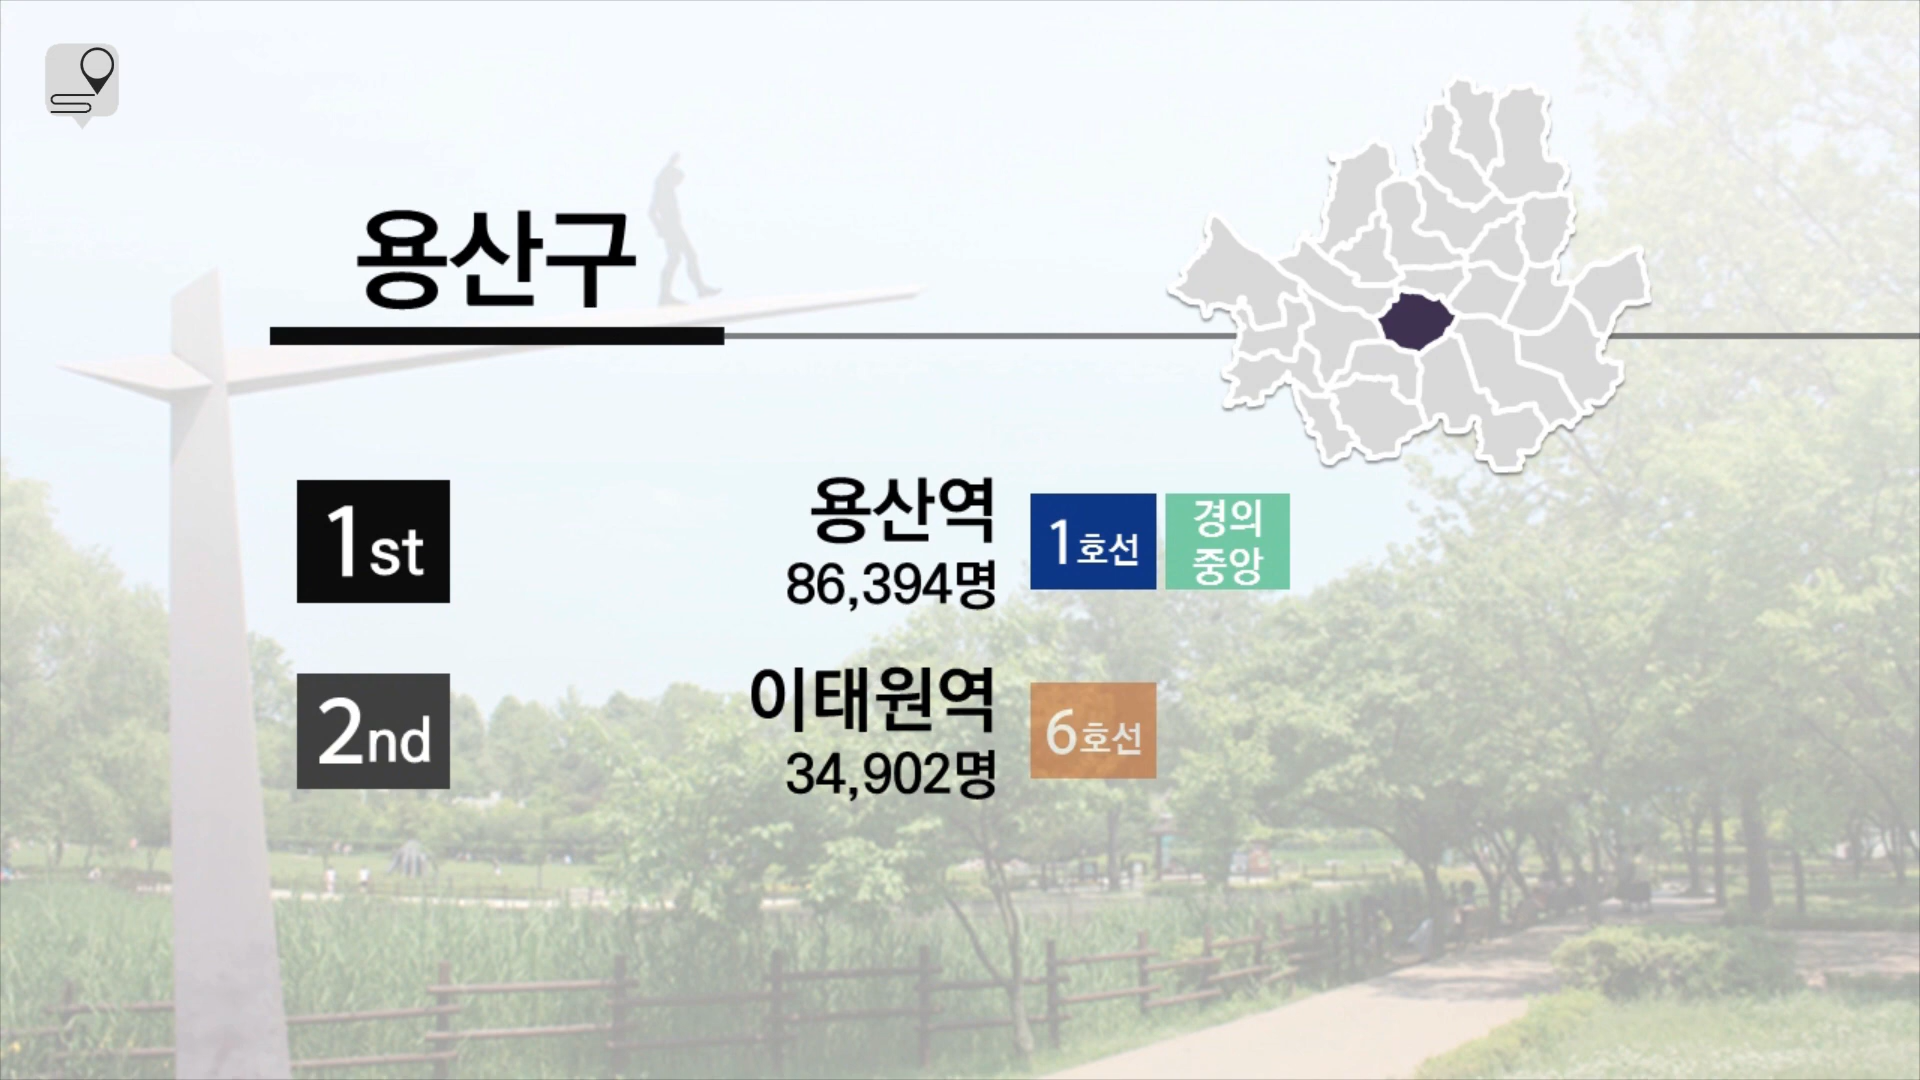 용산구
1st
용산역
86,394명
1호선
경의
중앙
2nd
이태원역
34,902명
6호선